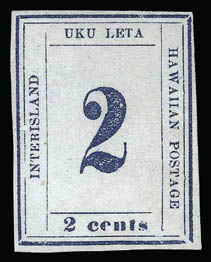 UKU LETA
INTERISLAND
2
HAWAIIAN POSTAGE
2 cents